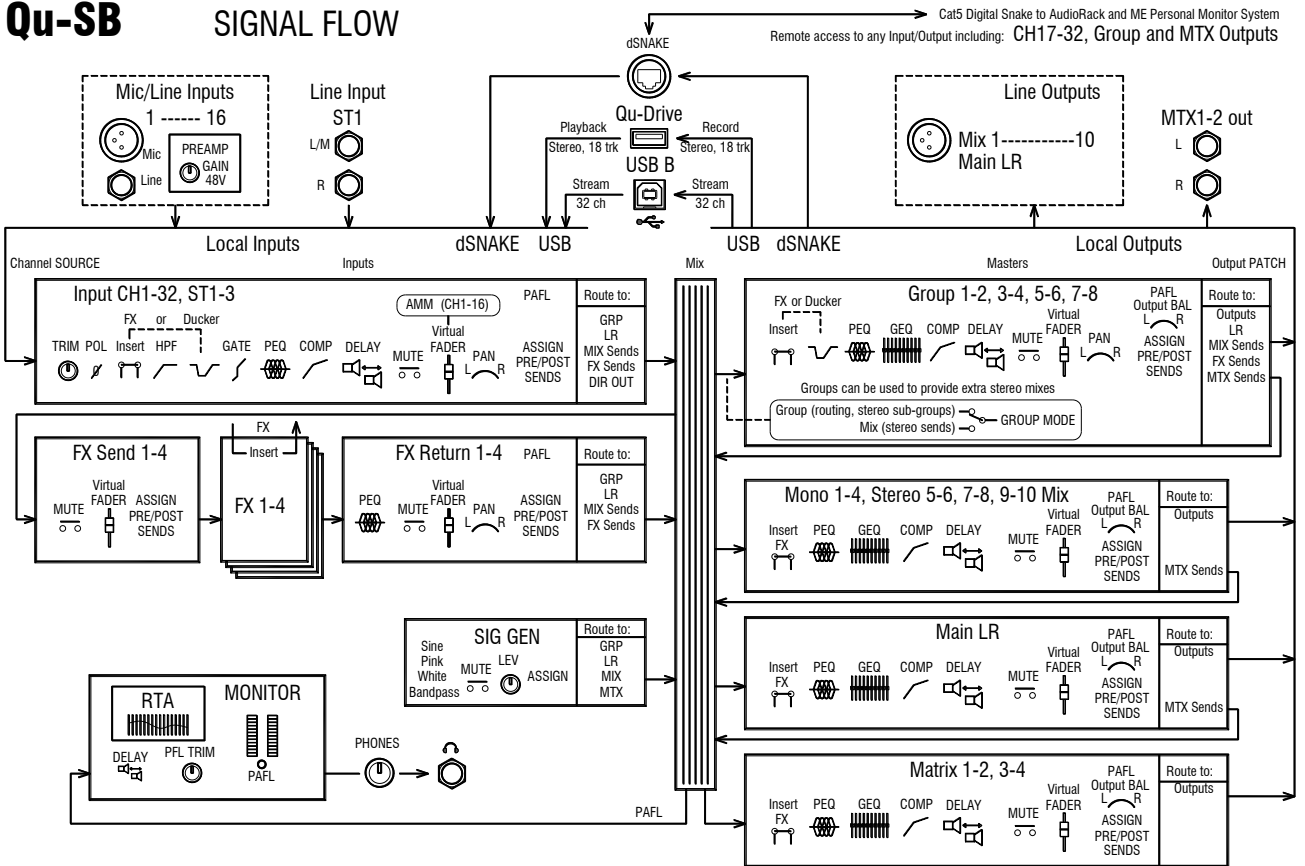 Qu-SB SIGNAL FLOW
Cat5 Digital Snake to AudioRack and ME Personal Monitor System
Remote access to any Input/Output including: CH17-32, Group and MTX Outputs
dSNAKE
Mic/Line Inputs
1 ------ 16
Mic
Line
PREAMP
GAIN
48V
Line Input
ST1
L/M
R
Qu-Drive
Playback
Stereo, 18 trk
Record
Stereo, 18 trk
USB B
Stream
32 ch
Stream
32 ch
Line Outputs
Mix 1-----------10
Main LR
MTX1-2 out
L
R
Local Inputs
dSNAKE USB
USB dSNAKE
Local Outputs
Channel SOURCE
Inputs
Mix
Masters
Output PATCH
Input CH1-32, ST1-3
FX or Ducker
AMM (CH1-16)
PAFL
TRIM POL Insert HPF GATE PEQ COMP DELAY MUTE
Virtual
FADER
PAN
L R
ASSIGN
PRE/POST
SENDS
Route to:
GRP
LR
MIX Sends
FX Sends
DIR OUT
Group 1-2, 3-4, 5-6, 7-8
FX or Ducker
Insert PEQ GEQ COMP DELAY MUTE
Virtual
FADER
PAN
L R
PAFL
Output BAL
L R
ASSIGN
PRE/POST
SENDS
Route to:
Outputs
LR
MIX Sends
FX Sends
MTX Sends
Groups can be used to provide extra stereo mixes
Group (routing, stereo sub-groups)
Mix (stereo sends)
GROUP MODE
FX Send 1-4
MUTE
Virtual
FADER
ASSIGN
PRE/POST
SENDS
FX
Insert
FX 1-4
FX Return 1-4
PAFL
PEQ
MUTE
Virtual
FADER
PAN
L R
ASSIGN
PRE/POST
SENDS
Route to:
GRP
LR
MIX Sends
FX Sends
Mono 1-4, Stereo 5-6, 7-8, 9-10 Mix
Insert
FX
PEQ GEQ COMP DELAY
MUTE
Virtual
FADER
PAFL
Output BAL
L R
ASSIGN
PRE/POST
SENDS
Route to:
Outputs
MTX Sends
SIG GEN
Sine
Pink
White
Bandpass
MUTE
LEV
ASSIGN
Route to:
GRP
LR
MIX
MTX
Main LR
Insert
FX
PEQ GEQ COMP DELAY
MUTE
Virtual
FADER
PAFL
Output BAL
L R
ASSIGN
PRE/POST
SENDS
Route to:
Outputs
MTX Sends
RTA
MONITOR
DELAY
PFL TRIM
PAFL
PHONES
PAFL
Matrix 1-2, 3-4
Insert
FX
PEQ GEQ COMP DELAY
MUTE
Virtual
FADER
PAFL
Output BAL
L R
ASSIGN
PRE/POST
SENDS
Route to:
Outputs